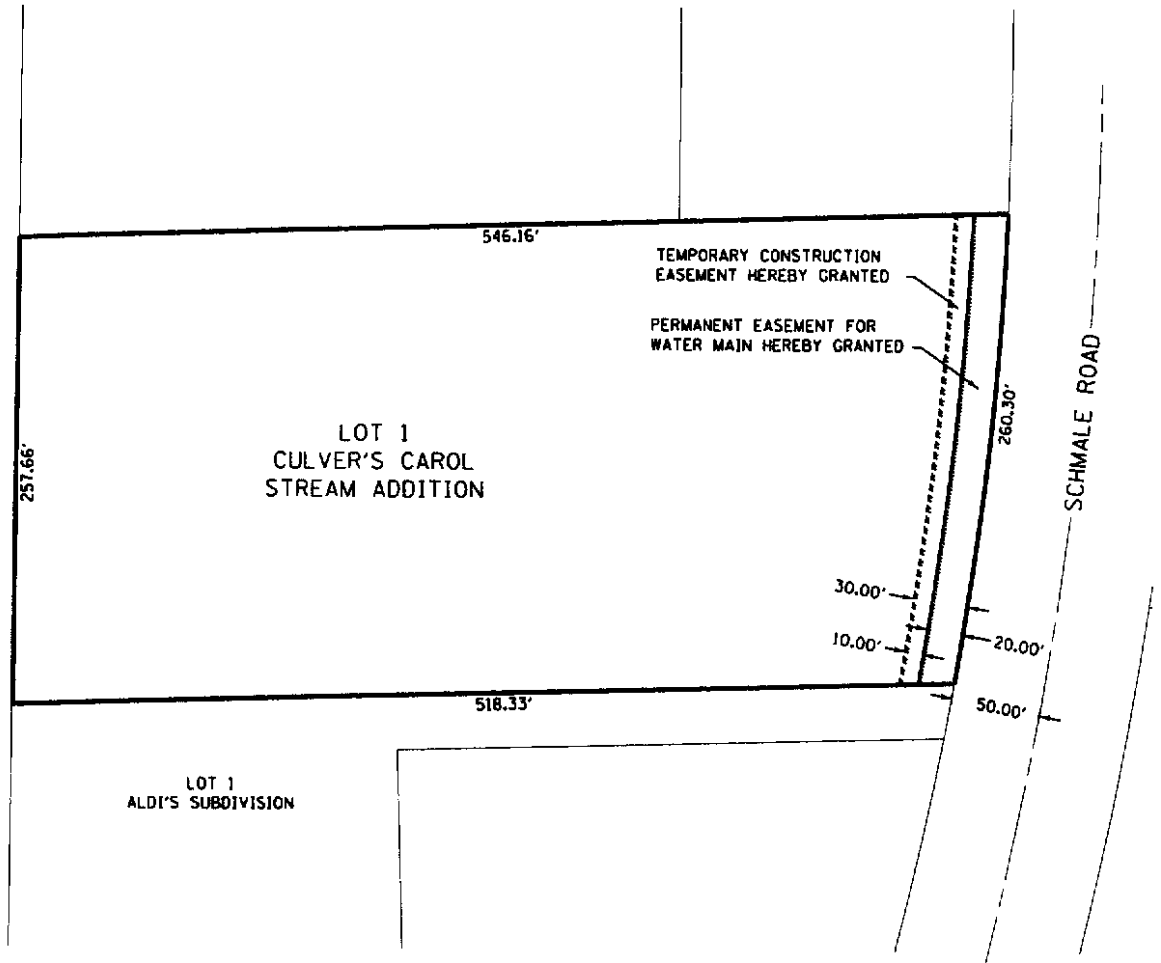 546.16'
TEMPORARY CONSTRUCTION
EASEMENT HEREBY GRANTED
PERMANENT EASEMENT FOR
WATER MAIN HEREBY GRANTED
SCHMALE ROAD
260.30'
LOT 1
CULVER'S CAROL
STREAM ADDITION
257.66'
30.00'
10.00'
20.00'
518.33'
50.00'
LOT 1
ALDI'S SUBDIVISION